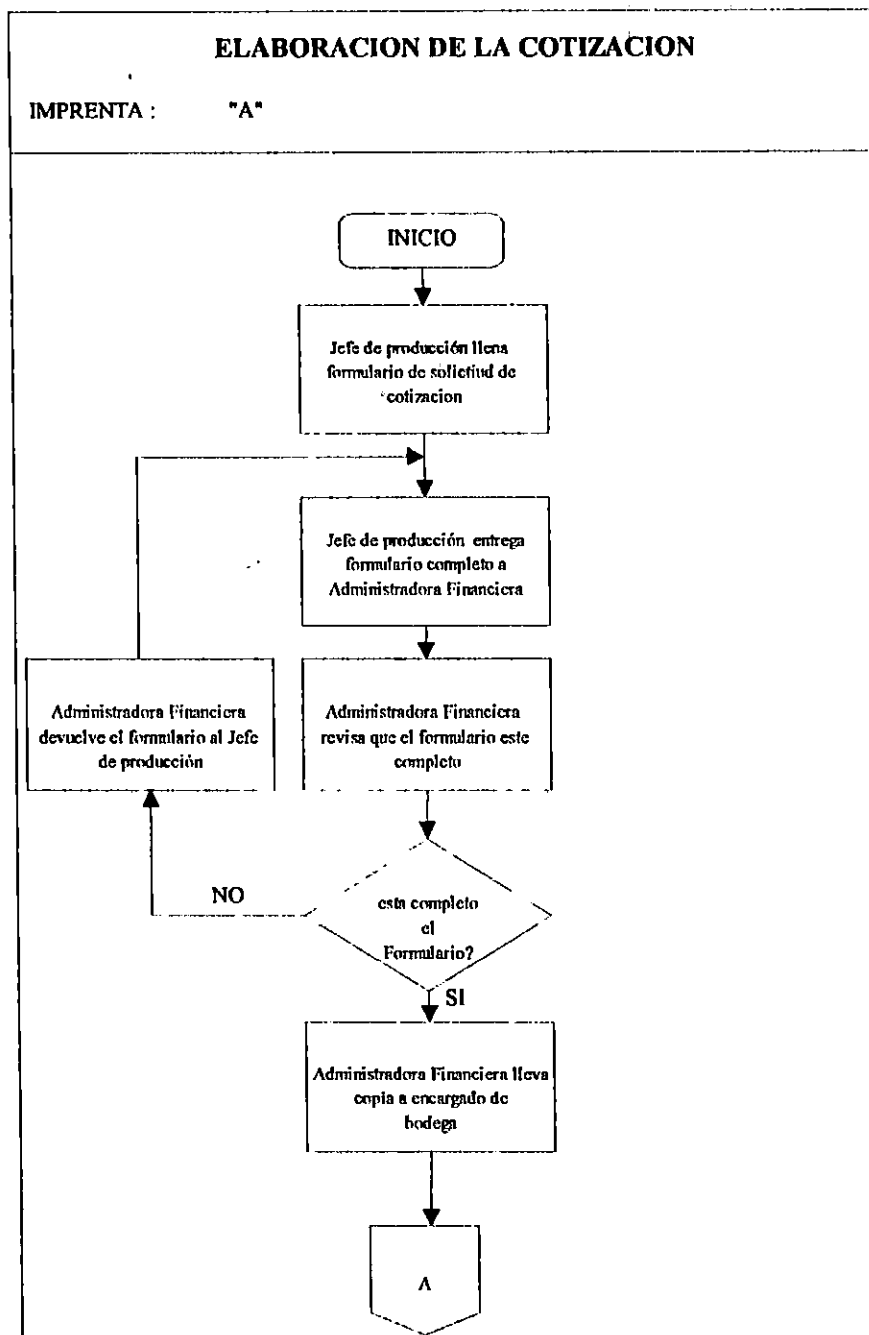 ELABORACION DE LA COTIZACION
IMPRENTA : "A"
INICIO
Jefe de producción llena
formulario de solicitud de
cotizacion
Jefe de producción entrega
formulario completo a
Administradora Financiera
Administradora Financiera
devuelve el formulario al Jefe
de producción
Administradora Financiera
revisa que el formulario este
completo
NO
esta completo
el
Formulario?
SI
Administradora Financiera lleva
copia a encargado de
bodega
A